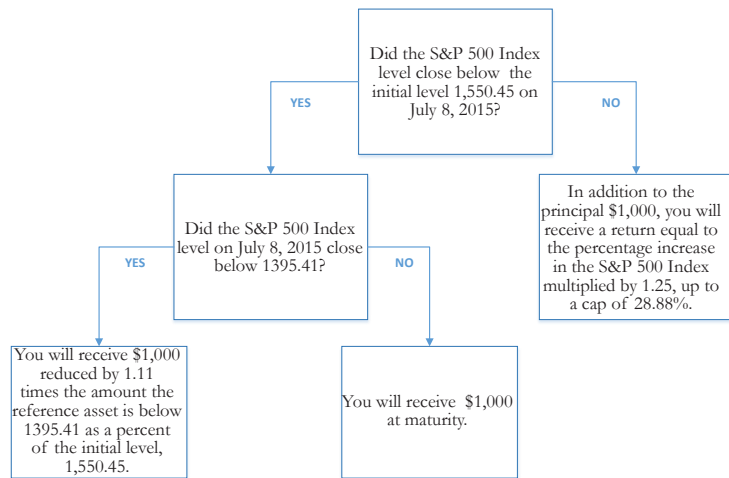 Did the S&P 500 Index
level close below the
initial level 1,550.45 on
July 8, 2015?
YES
NO
Did the S&P 500 Index
level on July 8, 2015 close
below 1395.41?
In addition to the
principal $1,000, you will
receive a return equal to
the percentage increase
in the S&P 500 Index
multiplied by 1.25, up to
a cap of 28.88%.
YES
NO
You will receive $1,000
reduced by 1.11
times the amount the
reference asset is below
1395.41 as a percent
of the initial level,
1,550.45.
You will receive $1,000
at maturity.